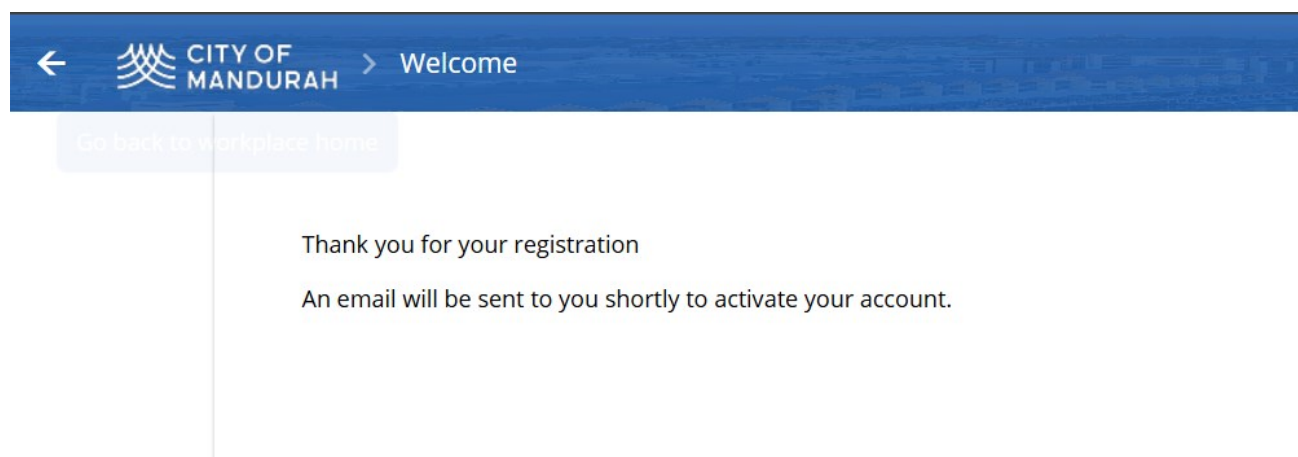 CITY OF MANDURAH > Welcome
Go back to workplace home
Thank you for your registration
An email will be sent to you shortly to activate your account.